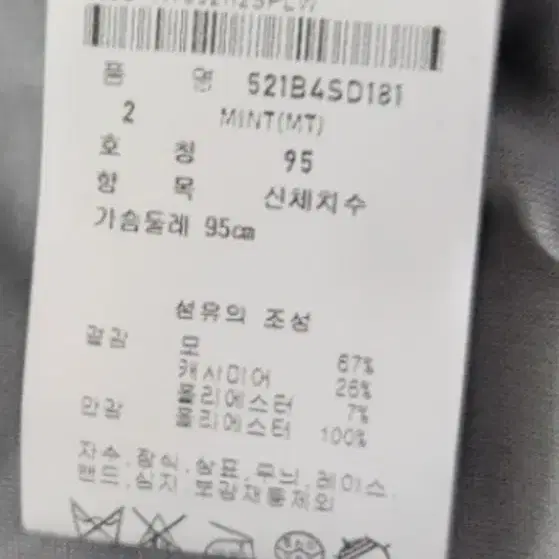 품 명 521B4SD181
2 MINT(MT)
호 칭 95
항 목 신체치수
가슴둘레 95cm
섬유의 조성
겉감 모 67%
캐시미어 26%
폴리에스터 7%
안감 폴리에스터 100%
자수.장식.상표.무브.레이스.
밴드.심지 보강재등제외